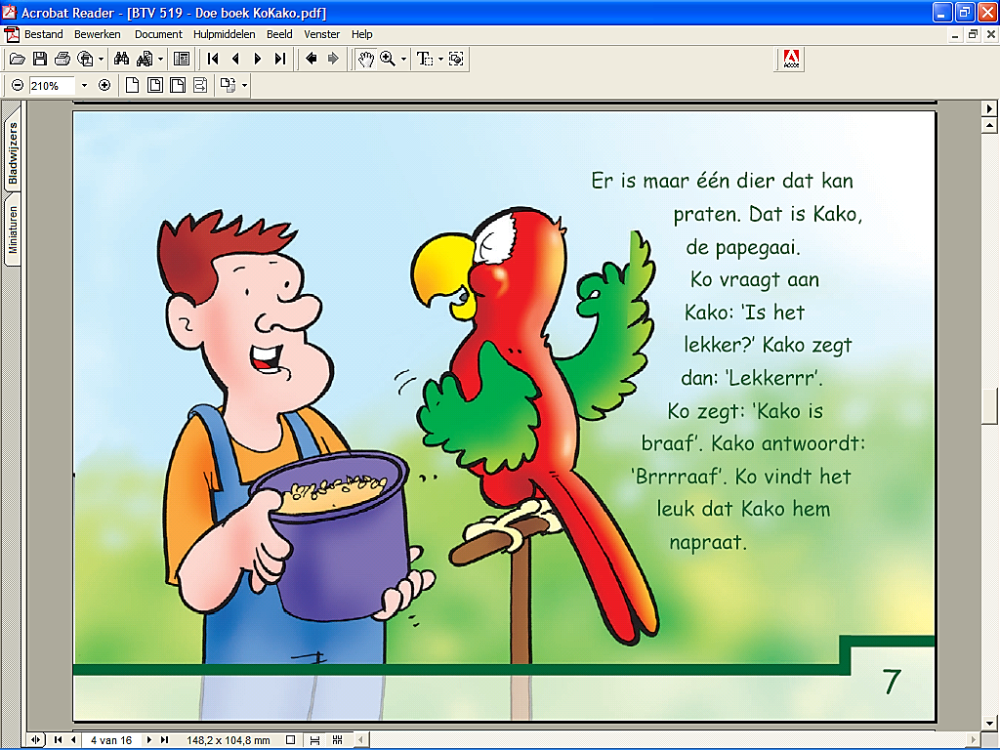 Acrobat Reader - [BTV 519 - Doe boek KoKako.pdf]
Bestand Bewerken Document Hulpmiddelen Beeld Venster Help
Adobe
210%
Bladwijzers
Miniaturen
Er is maar één dier dat kan
praten. Dat is Kako,
de papegaai.
Ko vraagt aan
Kako: ‘Is het
lekker?’ Kako zegt
dan: ‘Lekkerrr’.
Ko zegt: ‘Kako is
braaf’. Kako antwoordt:
‘Brrrraaf’. Ko vindt het
leuk dat Kako hem
napraat.
7
4 van 16 148,2 x 104,8 mm